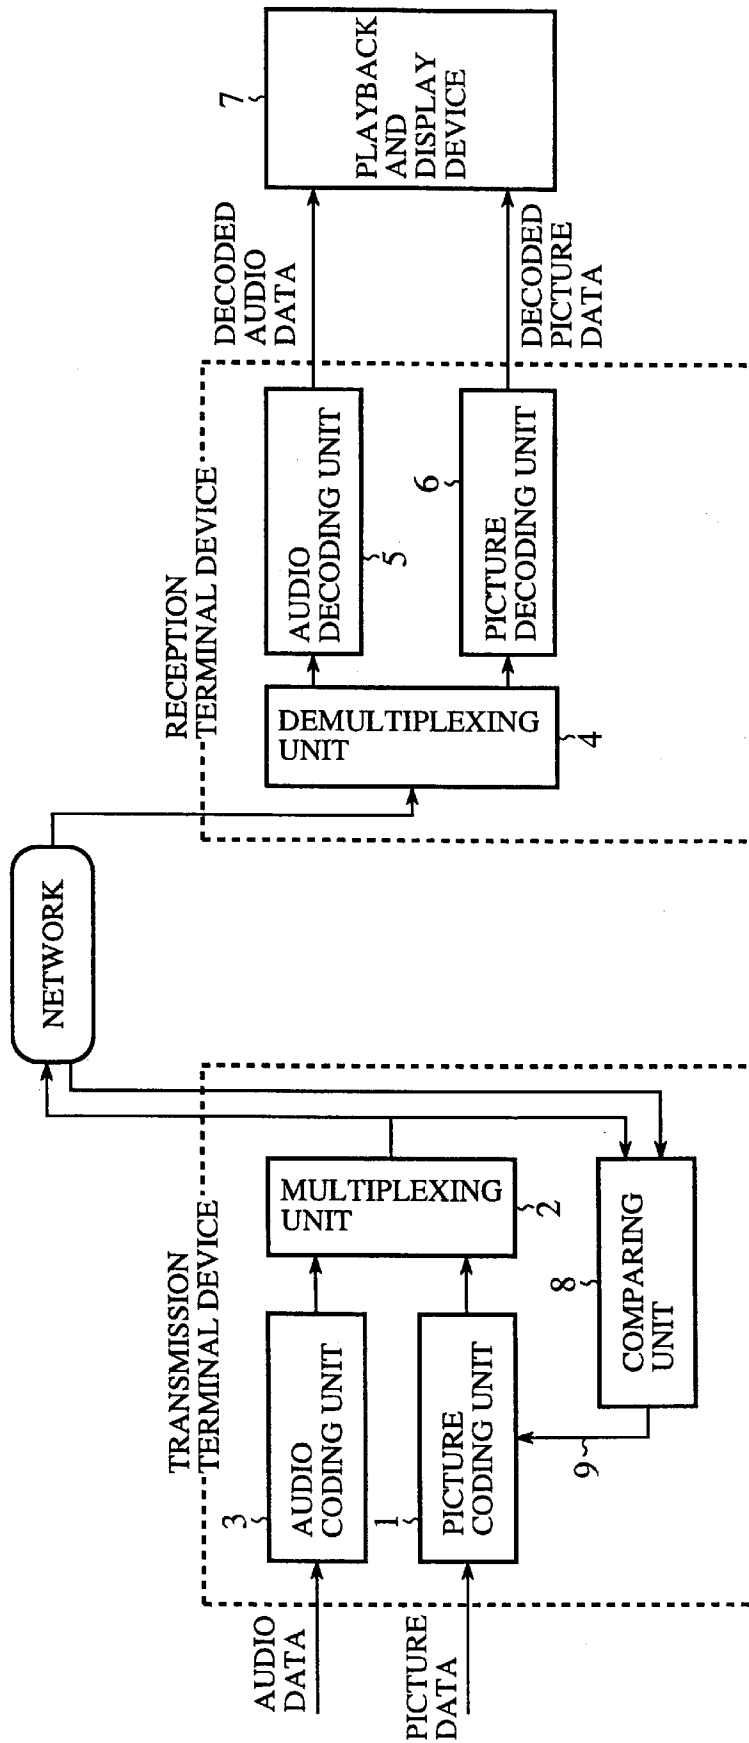 NETWORK
TRANSMISSION
TERMINAL DEVICE
AUDIO
DATA
3
AUDIO
CODING UNIT
MULTIPLEXING
UNIT
2
PICTURE
DATA
1
PICTURE
CODING UNIT
9
8
COMPARING
UNIT
RECEPTION
TERMINAL DEVICE
DEMULTIPLEXING
UNIT
4
AUDIO
DECODING UNIT
5
6
PICTURE
DECODING UNIT
DECODED
AUDIO
DATA
DECODED
PICTURE
DATA
7
PLAYBACK
AND
DISPLAY
DEVICE